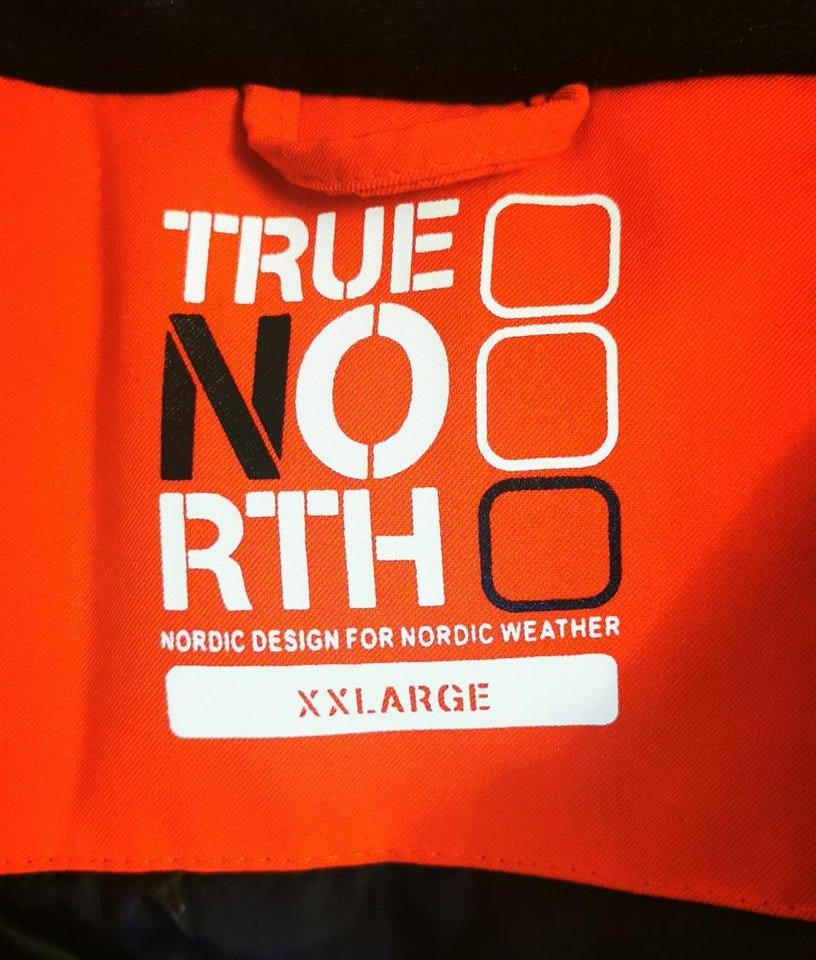 TRUE
NO
RTH
NORDIC DESIGN FOR NORDIC WEATHER
XXLARGE